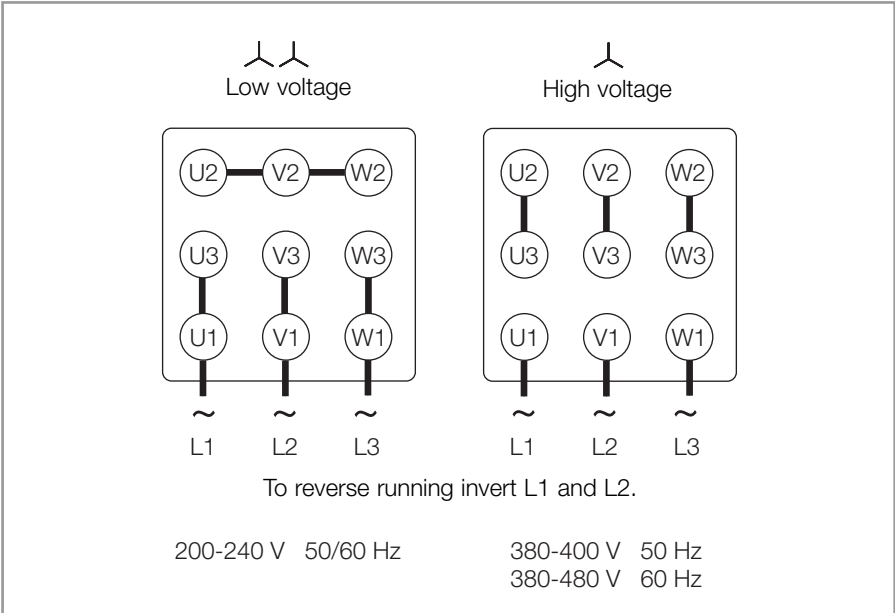 Low voltage High voltage
U2 V2 W2 U2 V2 W2
U3 V3 W3 U3 V3 W3
U1 V1 W1 U1 V1 W1
~ ~ ~ ~ ~ ~
L1 L2 L3 L1 L2 L3
To reverse running invert L1 and L2.
200-240 V 50/60 Hz 380-400 V 50 Hz
380-480 V 60 Hz